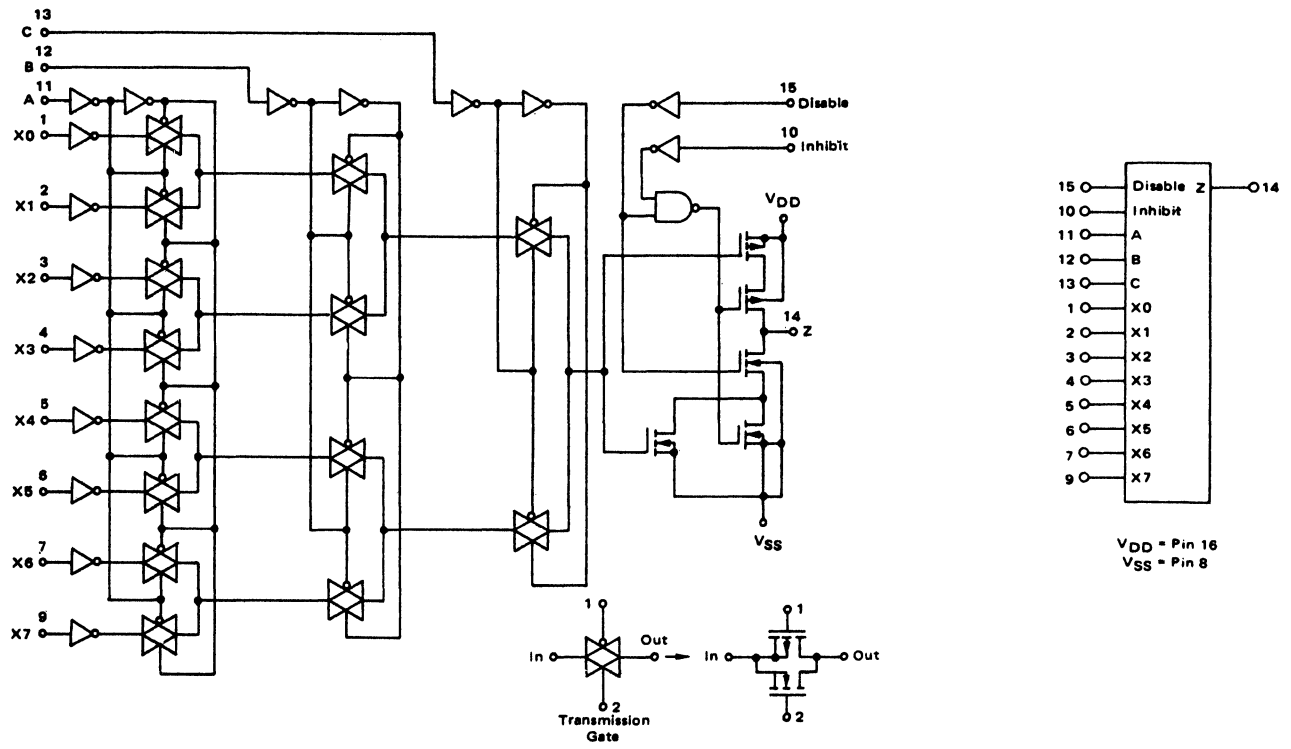 13
C
12
B
11
A
1
X0
2
X1
3
X2
4
X3
5
X4
6
X5
7
X6
9
X7
15
Disable
10
Inhibit
VDD
14
Z
VSS
1
In
Out
2
Transmission
Gate
1
In
Out
2
15 Disable Z 14
10 Inhibit
11 A
12 B
13 C
1 X0
2 X1
3 X2
4 X3
5 X4
6 X5
7 X6
9 X7
VDD = Pin 16
VSS = Pin 8